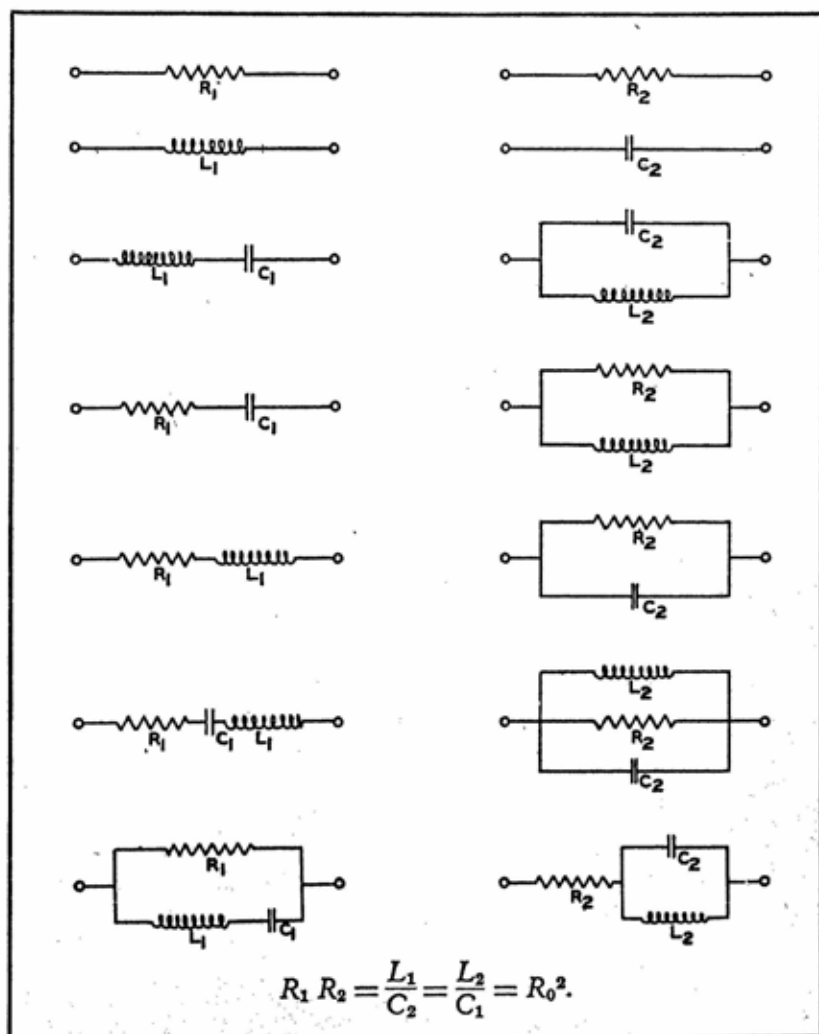 R₁ R₂
L₁ C₂
L₁ C₁ C₂
L₂
R₁ C₁ R₂
L₂
R₁ L₁ R₂
C₂
L₂
R₁ C₁ L₁ R₂
C₂
R₁ C₂
L₁ C₁ R₂ L₂
R₁ R₂ = L₁/C₂ = L₂/C₁ = R₀².